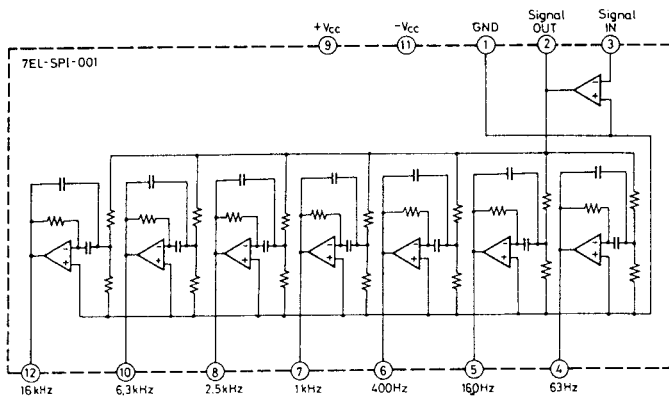 +Vcc -Vcc GND Signal OUT Signal IN
9 11 1 2 3
7EL-SPI-001
- +
- + - + - + - + - + - + - +
12 10 8 7 6 5 4
16kHz 6,3kHz 2.5kHz 1kHz 400Hz 160Hz 63Hz